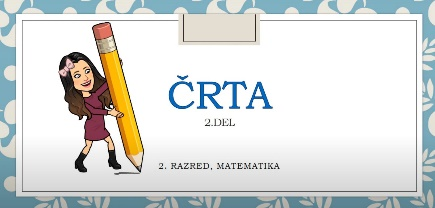 ČRTA
2.DEL
2. RAZRED, MATEMATIKA